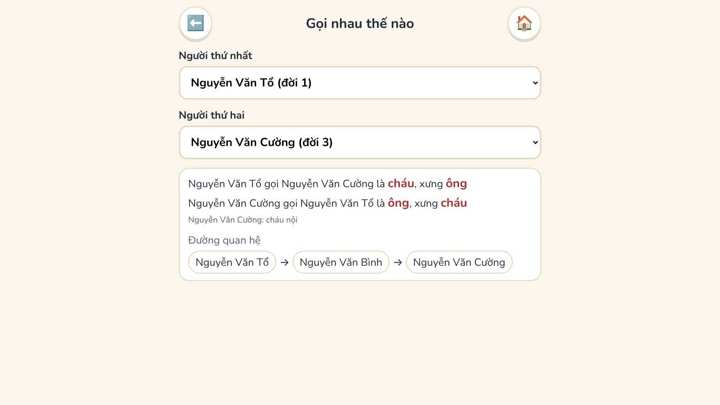 Gọi nhau thế nào
Người thứ nhất
Nguyễn Văn Tổ (đời 1)
Người thứ hai
Nguyễn Văn Cường (đời 3)
Nguyễn Văn Tổ gọi Nguyễn Văn Cường là cháu, xưng ông
Nguyễn Văn Cường gọi Nguyễn Văn Tổ là ông, xưng cháu
Nguyễn Văn Cường: cháu nội
Đường quan hệ
Nguyễn Văn Tổ → Nguyễn Văn Bình → Nguyễn Văn Cường